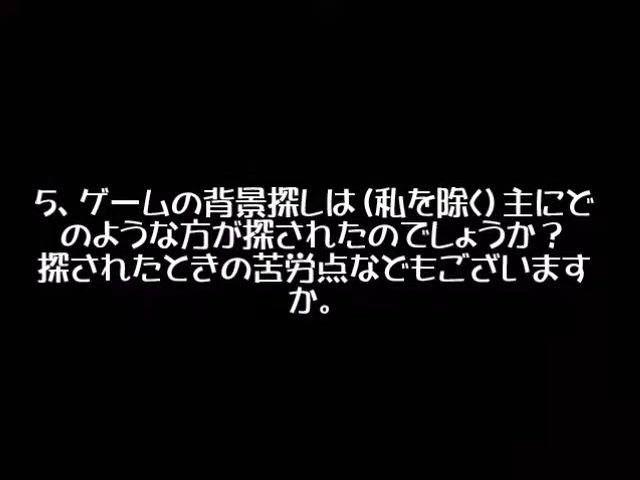 5、ゲームの背景探しは(私を除く)主にど
のような方が探されたのでしょうか？
探されたときの苦労点などもございます
か。